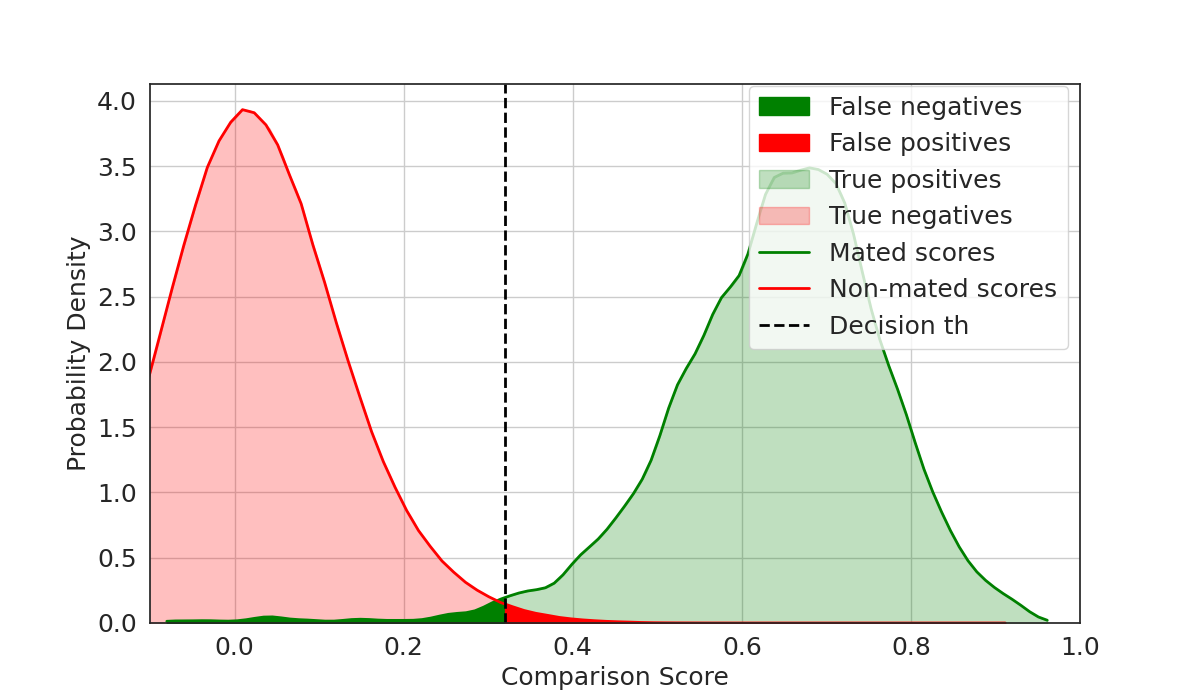 4.0
3.5
3.0
2.5
2.0
1.5
1.0
0.5
0.0
Probability Density
False negatives
False positives
True positives
True negatives
Mated scores
Non-mated scores
Decision th
0.0 0.2 0.4 0.6 0.8 1.0
Comparison Score